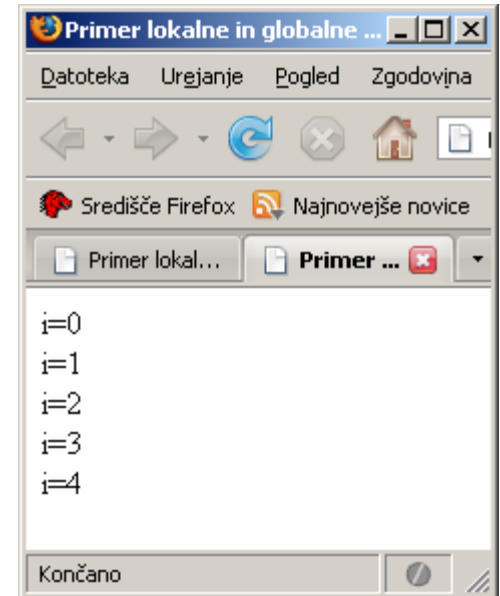 Primer lokalne in globalne ...
Datoteka Urejanje Pogled Zgodovina
Središče Firefox Najnovejše novice
Primer lokal... Primer ...
i=0
i=1
i=2
i=3
i=4
Končano